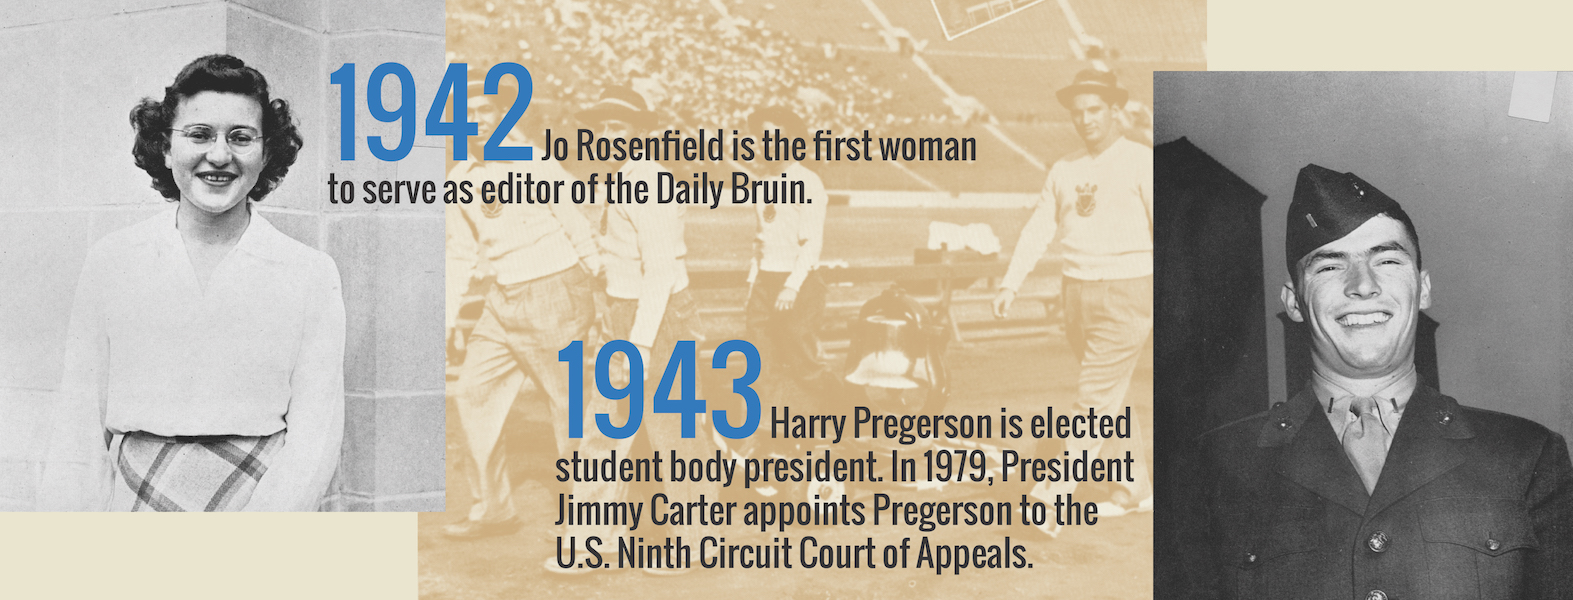 1942 Jo Rosenfield is the first woman
to serve as editor of the Daily Bruin.
1943 Harry Pregerson is elected
student body president. In 1979, President
Jimmy Carter appoints Pregerson to the
U.S. Ninth Circuit Court of Appeals.